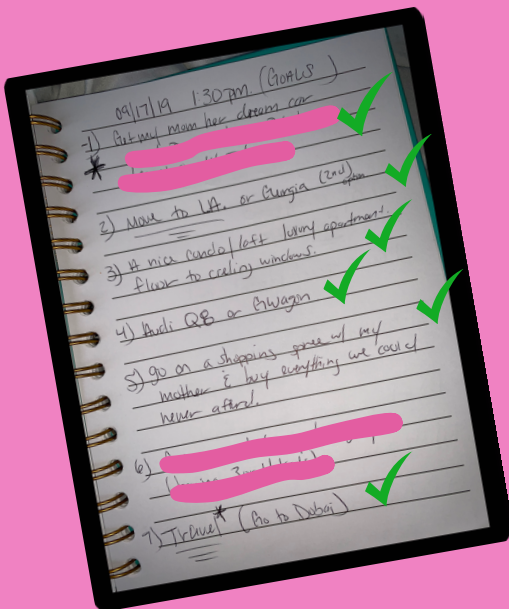 09/17/19 1:30pm (GOALS)
1) Get my mom her dream car
2) Move to LA. or Geurgia (2nd) option
3) A nice condo/loft luxury apartment.
floor to cieling windows.
4) Audi Q8 or Gwagon
5) go on a shopping spree w/ my
mother & buy everything we could
never afford.
6)
7) Travel* (Go to Dubai)